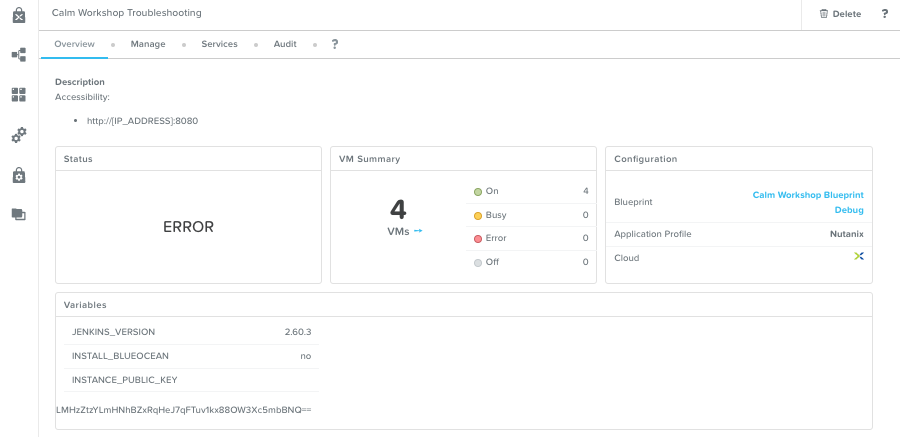 Calm Workshop Troubleshooting
Delete ?
Overview Manage Services Audit ?
Description
Accessibility:
http://[IP_ADDRESS]:8080
Status
ERROR
VM Summary
4
VMs
On 4
Busy 0
Error 0
Off 0
Configuration
Blueprint Calm Workshop Blueprint
Debug
Application Profile Nutanix
Cloud
Variables
JENKINS_VERSION 2.60.3
INSTALL_BLUEOCEAN no
INSTANCE_PUBLIC_KEY
LMHzZtzYLmHNhBZxRqHeJ7qFTuv1kx88OW3Xc5mbBNQ==